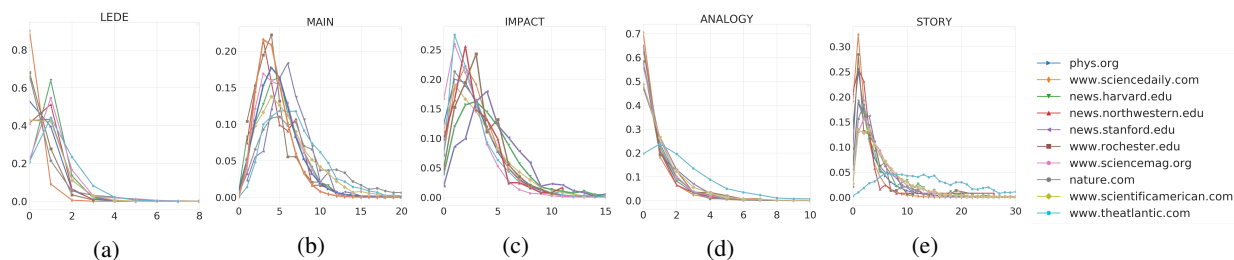 LEDE
0.8
0.6
0.4
0.2
0.0
0 2 4 6 8
(a)
MAIN
0.20
0.15
0.10
0.05
0.00
0 5 10 15 20
(b)
IMPACT
0.25
0.20
0.15
0.10
0.05
0.00
0 5 10 15
(c)
ANALOGY
0.7
0.6
0.5
0.4
0.3
0.2
0.1
0.0
0 2 4 6 8 10
(d)
STORY
0.30
0.25
0.20
0.15
0.10
0.05
0.00
0 10 20 30
(e)
phys.org
www.sciencedaily.com
news.harvard.edu
news.northwestern.edu
news.stanford.edu
www.rochester.edu
www.sciencemag.org
nature.com
www.scientificamerican.com
www.theatlantic.com